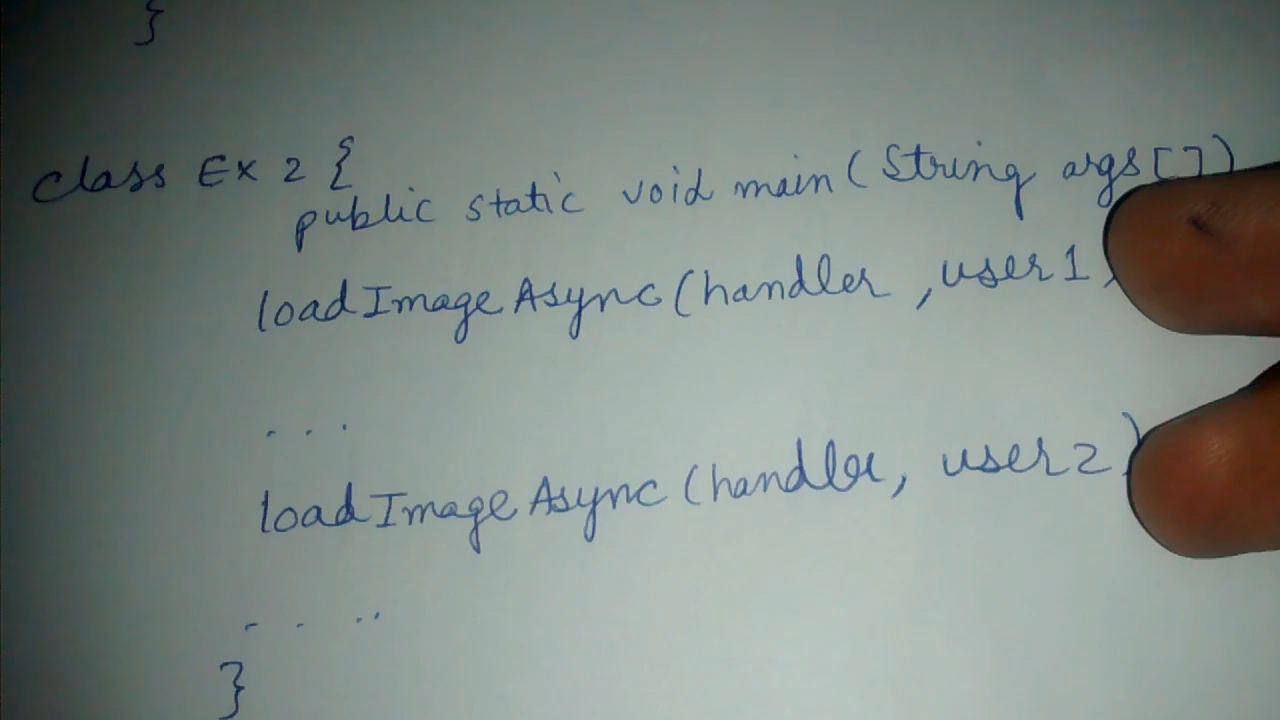 }
class Ex 2 {
public static void main (String args[])
loadImageAsync (handler , user1)
...
loadImageAsync (handler, user2)
....
}